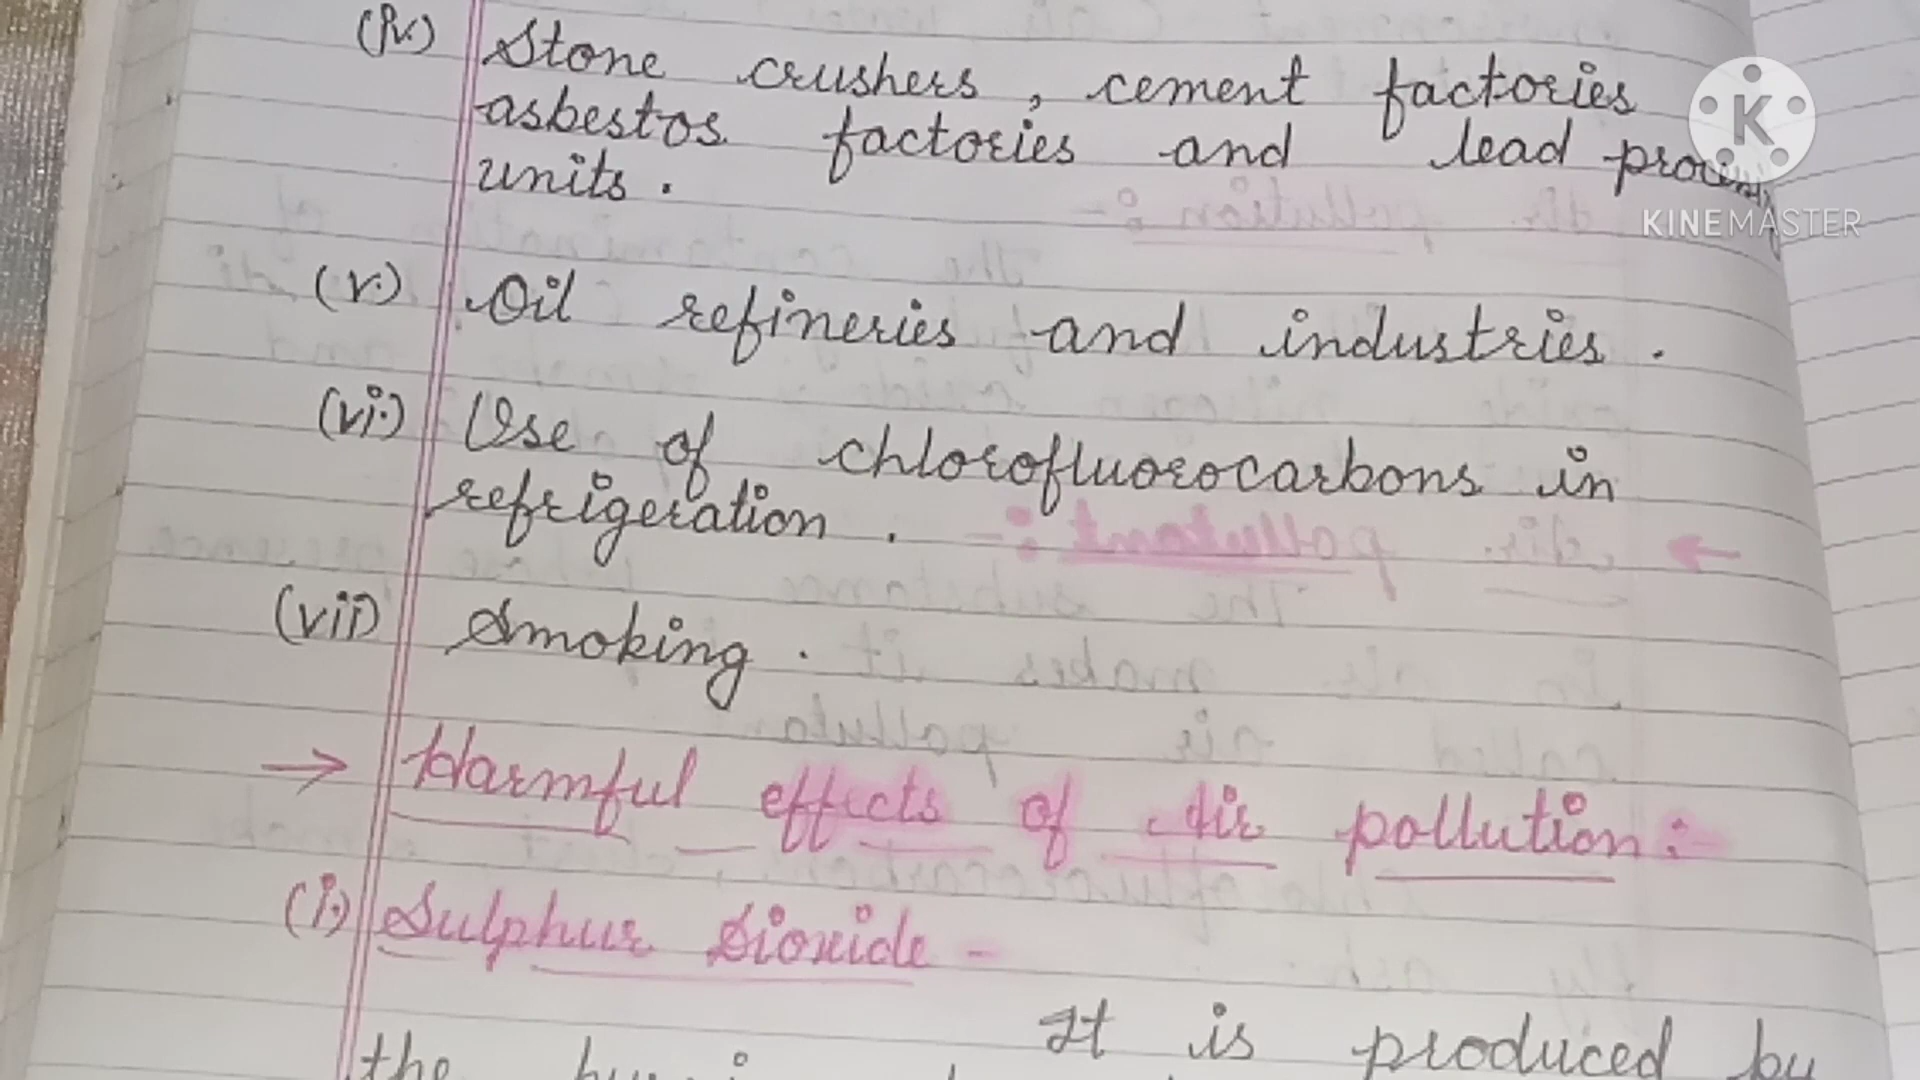 (iv.) Stone crushers, cement factories
asbestos factories and lead
units.
(v.) Oil refineries and industries.
(vi.) Use of chlorofluorocarbons in
refrigeration.
(vii) Smoking.
→ Harmful effects of air pollution :-
(i.) Sulphur Dioxide -
It is produced by
the
K
KINEMASTER